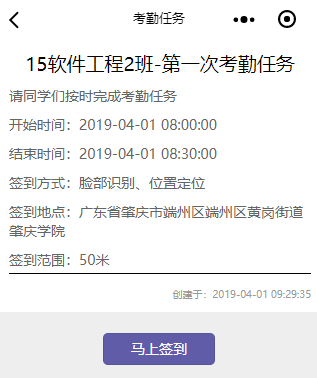 考勤任务
15软件工程2班-第一次考勤任务
请同学们按时完成考勤任务
开始时间：2019-04-01 08:00:00
结束时间：2019-04-01 08:30:00
签到方式：脸部识别、位置定位
签到地点：广东省肇庆市端州区端州区黄岗街道
肇庆学院
签到范围：50米
创建于：2019-04-01 09:29:35
马上签到